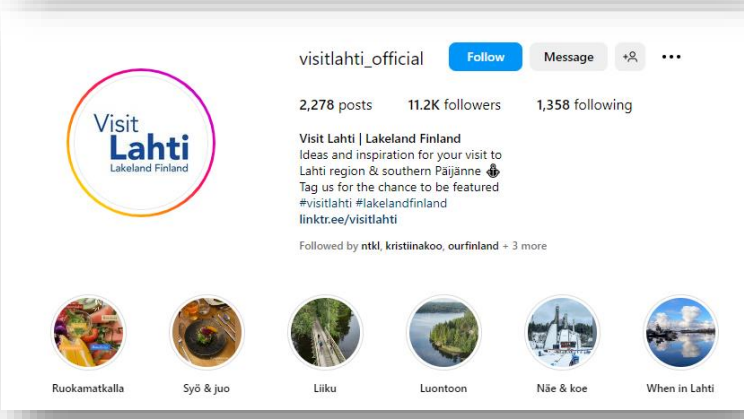 visitlahti_official Follow Message
2,278 posts 11.2K followers 1,358 following
Visit
Lahti
Lakeland Finland
Visit Lahti | Lakeland Finland
Ideas and inspiration for your visit to
Lahti region & southern Päijänne
Tag us for the chance to be featured
#visitlahti #lakelandfinland
linktr.ee/visitlahti
Followed by ntkl, kristiinakoo, ourfinland + 3 more
Ruokamatkalla Syö & juo Liiku Luontoon Näe & koe When in Lahti